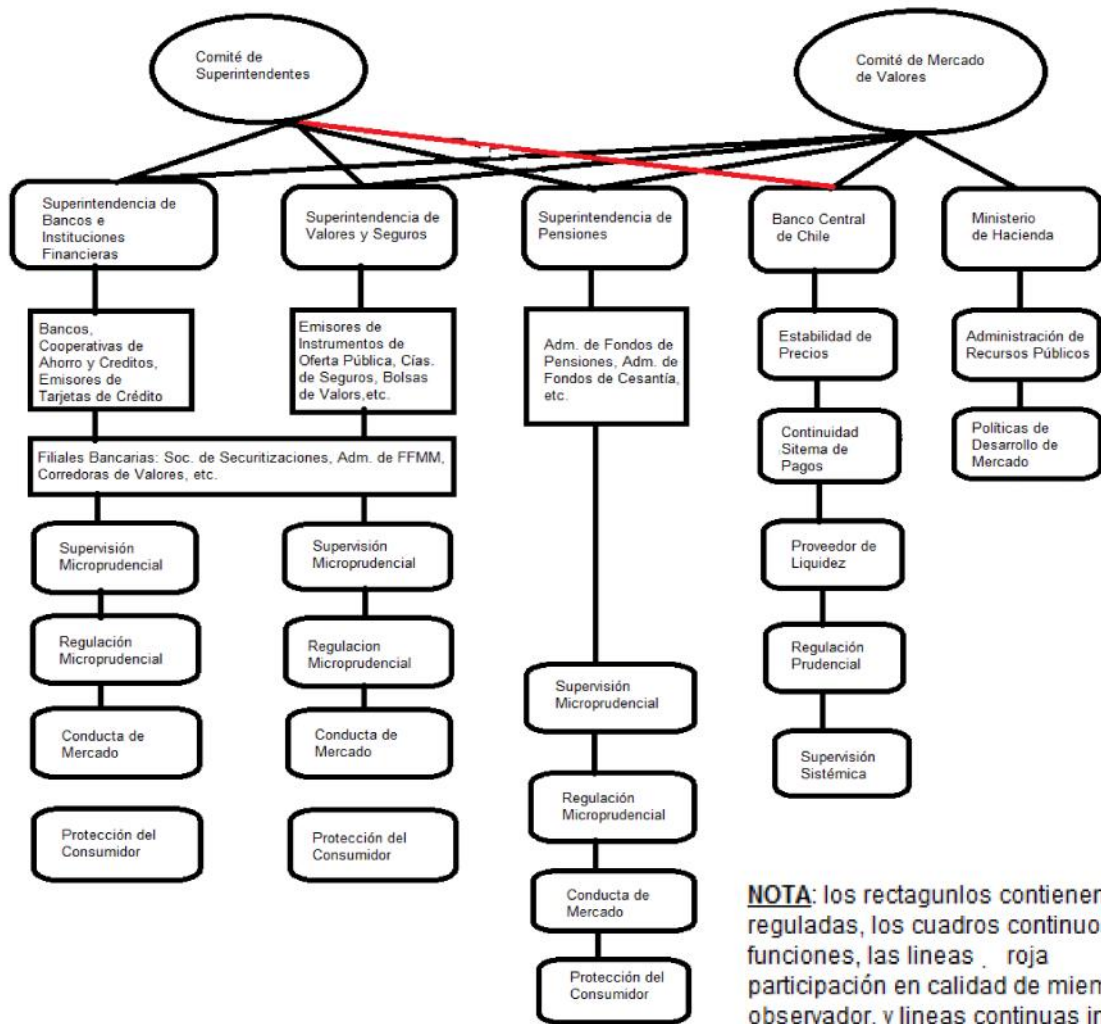 Comité de
Superintendentes
Comité de Mercado
de Valores
Superintendencia de
Bancos e
Instituciones
Financieras
Superintendencia de
Valores y Seguros
Superintendencia de
Pensiones
Banco Central
de Chile
Ministerio
de Hacienda
Bancos,
Cooperativas de
Ahorro y Creditos,
Emisores de
Tarjetas de Crédito
Emisores de
Instrumentos de
Oferta Pública, Cías.
de Seguros, Bolsas
de Valors,etc.
Adm. de Fondos de
Pensiones, Adm. de
Fondos de Cesantía,
etc.
Estabilidad de
Precios
Administración de
Recursos Públicos
Continuidad
Sitema de
Pagos
Políticas de
Desarrollo de
Mercado
Filiales Bancarias: Soc. de Securitizaciones, Adm. de FFMM,
Corredoras de Valores, etc.
Supervisión
Microprudencial
Supervisión
Microprudencial
Proveedor de
Liquidez
Regulación
Microprudencial
Regulacion
Microprudencial
Regulación
Prudencial
Supervisión
Microprudencial
Conducta de
Mercado
Conducta de
Mercado
Supervisión
Sistémica
Regulación
Microprudencial
Protección del
Consumidor
Protección del
Consumidor
Conducta de
Mercado
Protección del
Consumidor
NOTA: los rectagunlos contienen
reguladas, los cuadros continuo
funciones, las lineas roja
participación en calidad de miem
observador, y lineas continuas in